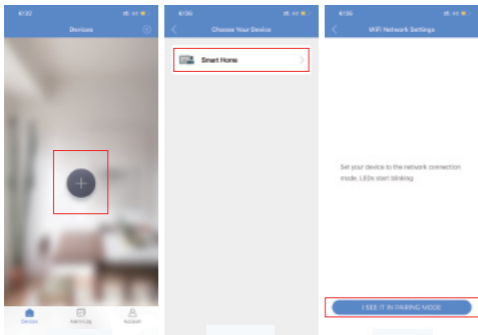 Devices
Devices
Account
Choose Your Device
Smart Home
WiFi Network Settings
Set your device to the network connection
mode, LEDs start blinking
I SEE IT IN PAIRING MODE